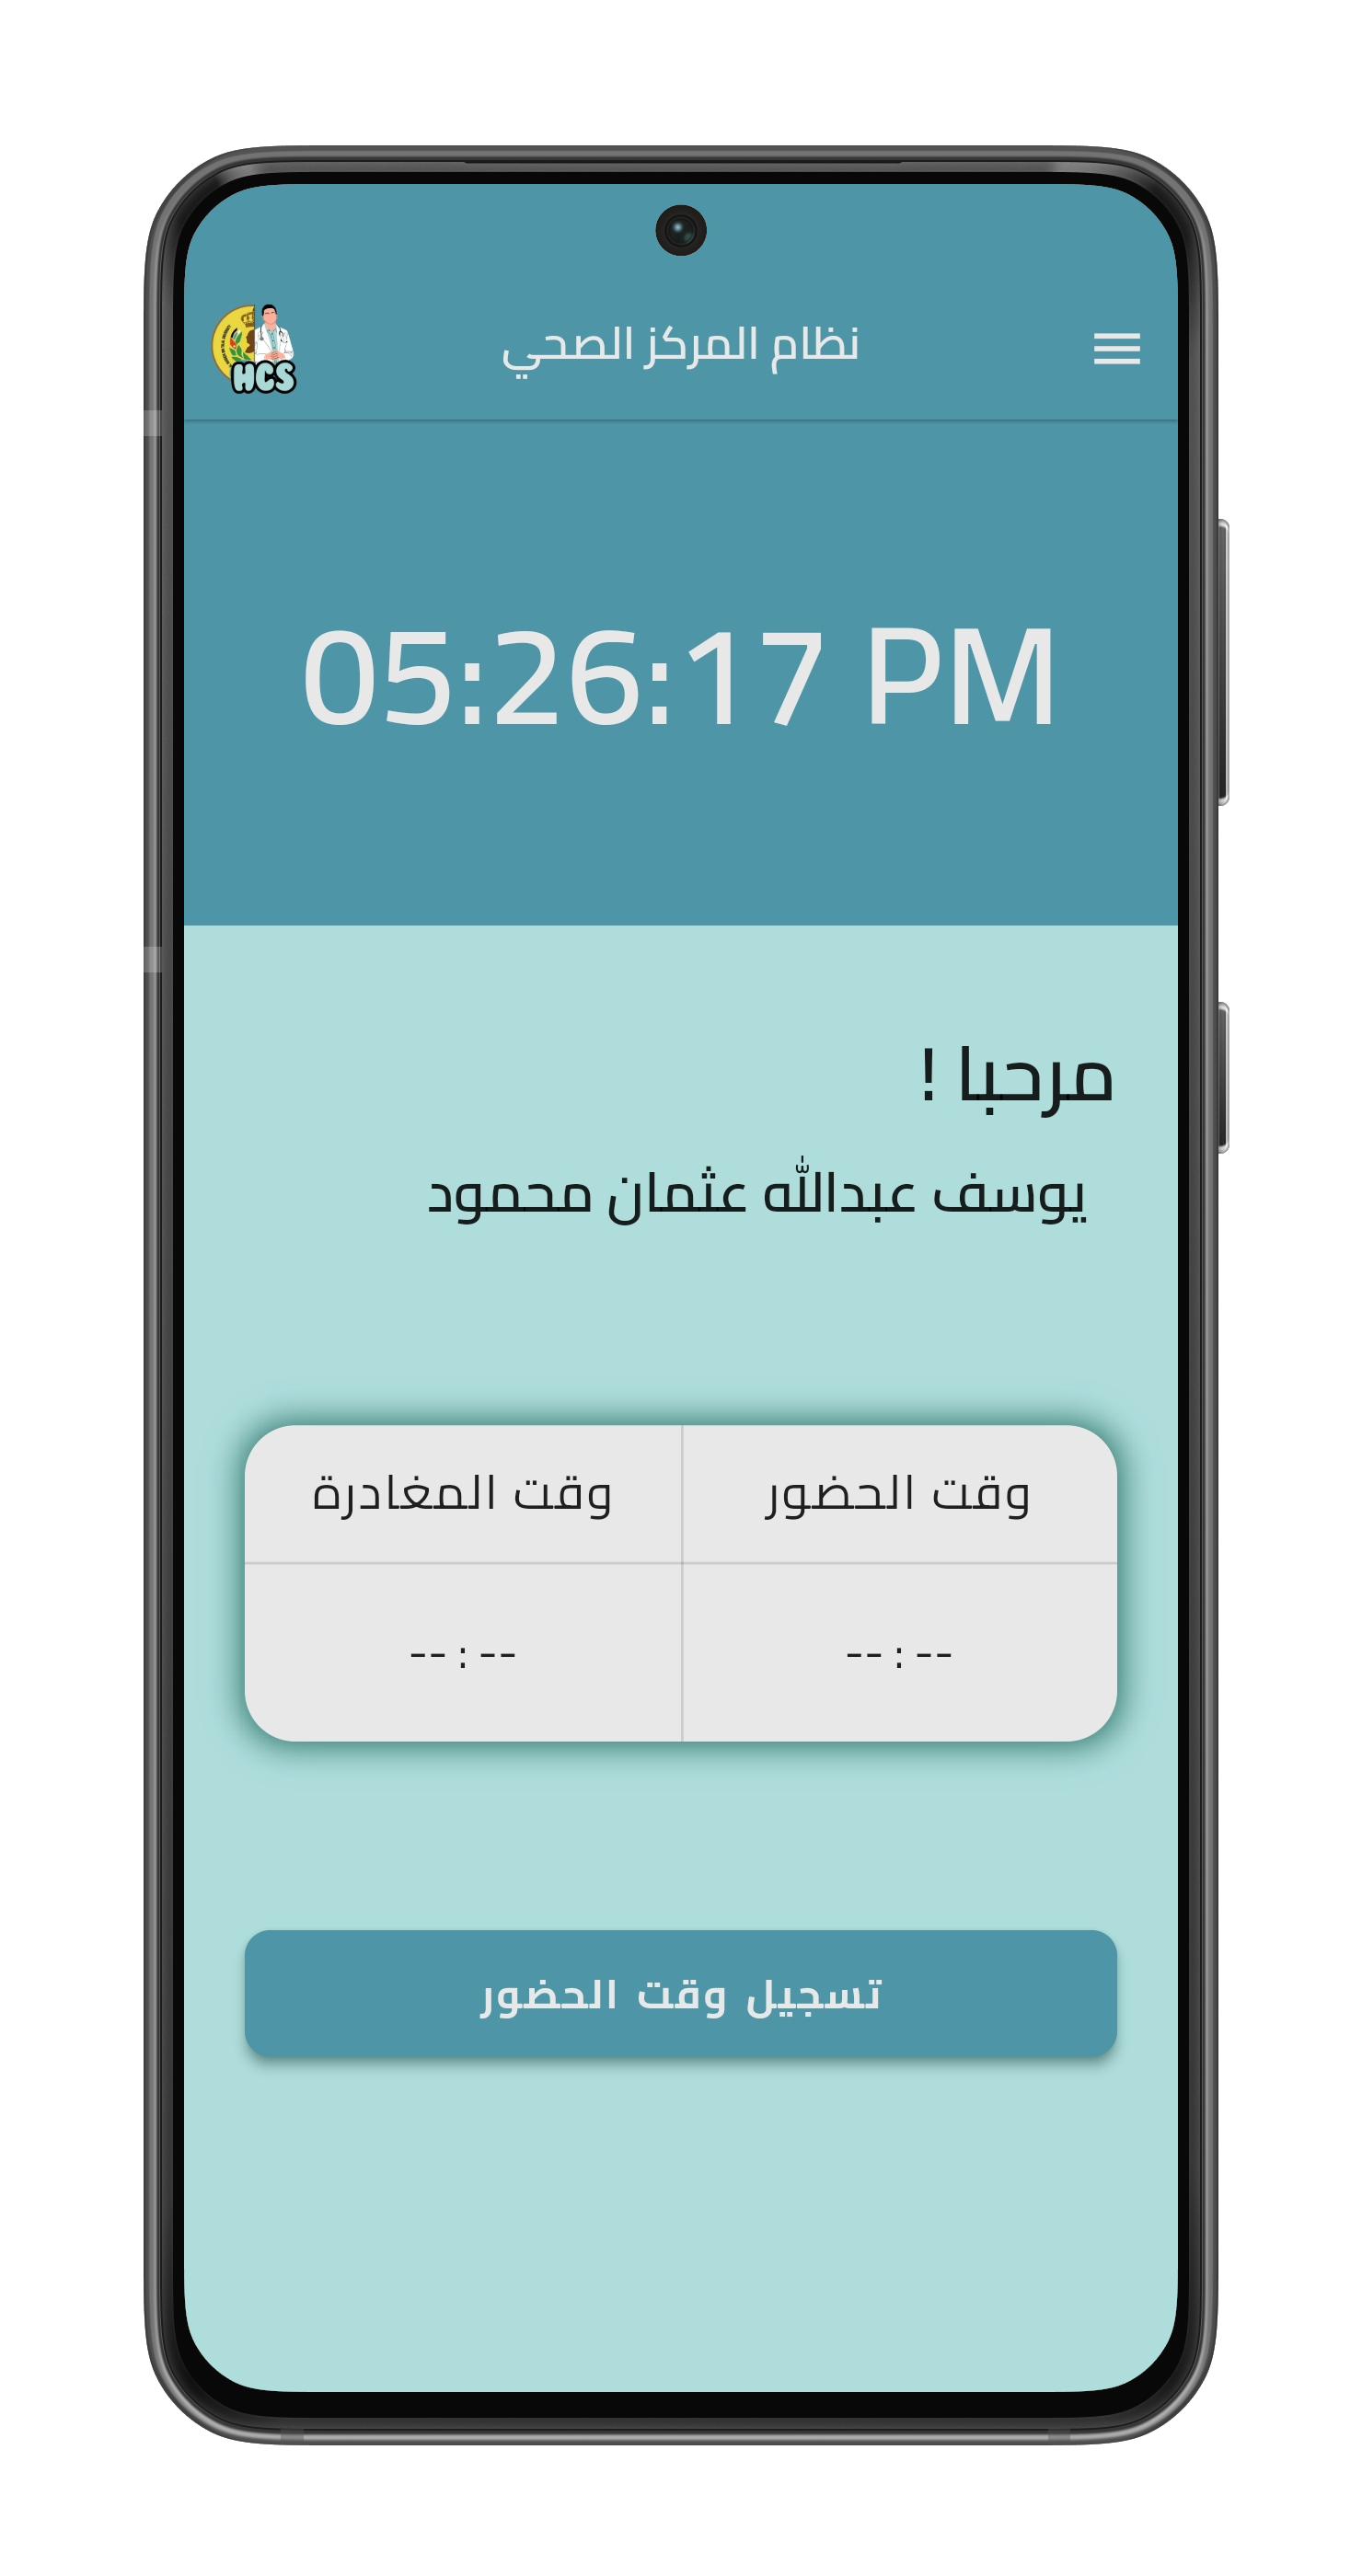 نظام المركز الصحي
HCS
05:26:17 PM
مرحبا !
يوسف عبدالله عثمان محمود
وقت الحضور وقت المغادرة
-- : -- -- : --
تسجيل وقت الحضور